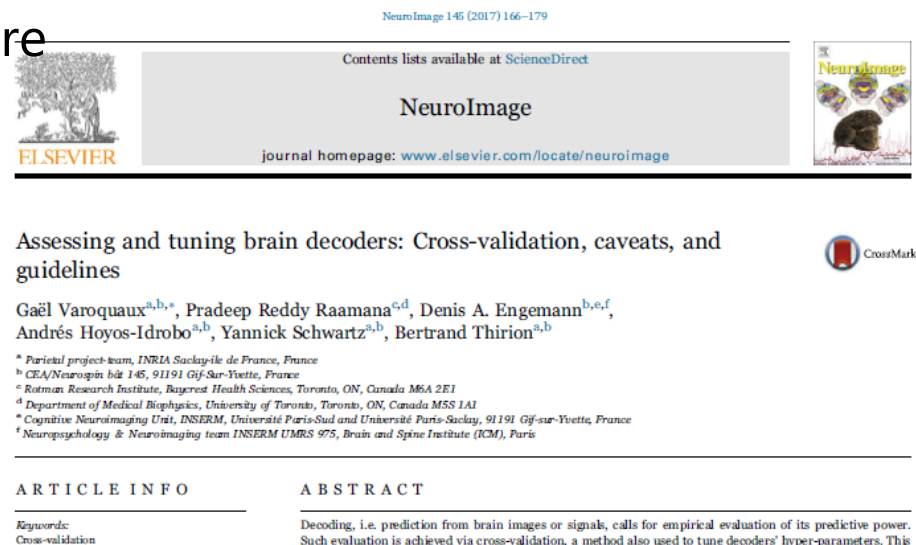 NeuroImage 145 (2017) 166–179
re
Contents lists available at ScienceDirect
NeuroImage
NeuroImage
ELSEVIER
journal homepage: www.elsevier.com/locate/neuroimage
Assessing and tuning brain decoders: Cross-validation, caveats, and
guidelines
CrossMark
Gaël Varoquauxa,b,⁎, Pradeep Reddy Raamanac,d, Denis A. Engemannb,e,f,
Andrés Hoyos-Idroboa,b, Yannick Schwartza,b, Bertrand Thiriona,b
a Parietal project-team, INRIA Saclay-ile de France, France
b CEA/Neurospin bât 145, 91191 Gif-Sur-Yvette, France
c Rotman Research Institute, Baycrest Health Sciences, Toronto, ON, Canada M6A 2E1
d Department of Medical Biophysics, University of Toronto, Toronto, ON, Canada M5S 1A1
e Cognitive Neuroimaging Unit, INSERM, Université Paris-Sud and Université Paris-Saclay, 91191 Gif-sur-Yvette, France
f Neuropsychology & Neuroimaging team INSERM UMRS 975, Brain and Spine Institute (ICM), Paris
ARTICLE INFO
ABSTRACT
Keywords:
Cross-validation
Decoding, i.e. prediction from brain images or signals, calls for empirical evaluation of its predictive power.
Such evaluation is achieved via cross-validation, a method also used to tune decoders' hyper-parameters. This